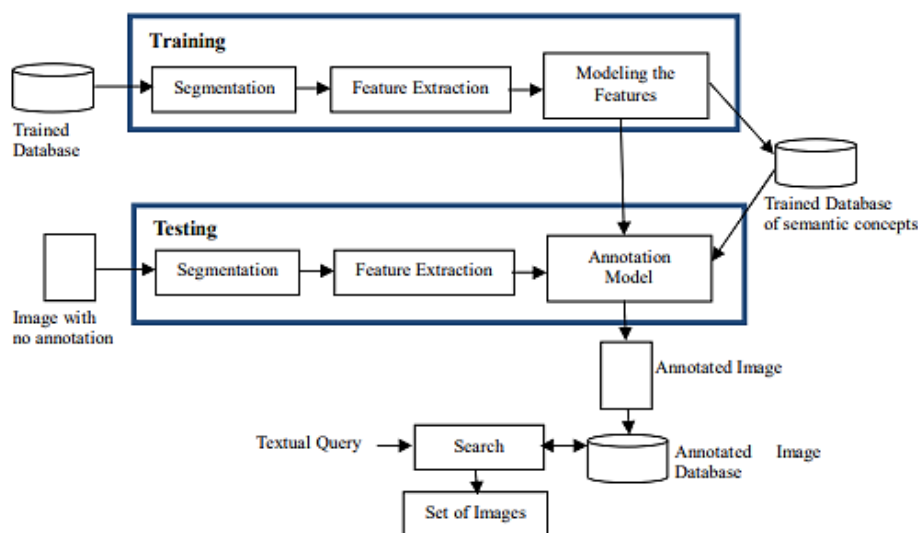 Training
Segmentation
Feature Extraction
Modeling the
Features
Trained
Database
Trained Database
of semantic concepts
Testing
Segmentation
Feature Extraction
Annotation
Model
Image with
no annotation
Annotated Image
Textual Query
Search
Annotated Image
Database
Set of Images